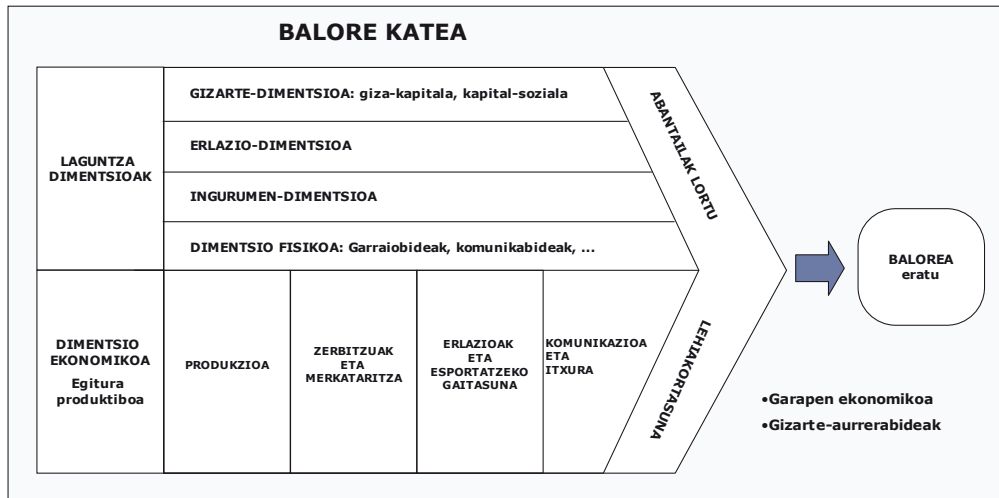 BALORE KATEA
LAGUNTZA
DIMENTSIOAK
GIZARTE-DIMENTSIOA: giza-kapitala, kapital-soziala
ERLAZIO-DIMENTSIOA
INGURUMEN-DIMENTSIOA
DIMENTSIO FISIKOA: Garraiobideak, komunikabideak, ...
DIMENTSIO
EKONOMIKOA
Egitura
produktiboa
PRODUKZIOA
ZERBITZUAK
ETA
MERKATARITZA
ERLAZIOAK
ETA
ESPORTATZEKO
GAITASUNA
KOMUNIKAZIOA
ETA
ITXURA
ABANTAILAK LORTU
LEHIAKORTASUNA
BALOREA
eratu
•Garapen ekonomikoa
•Gizarte-aurrerabideak